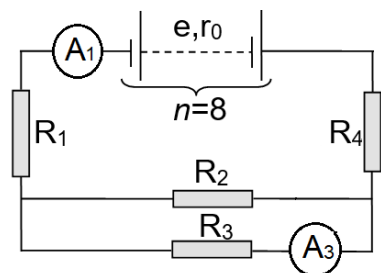 A₁
e,r₀
n=8
R₁
R₄
R₂
R₃
A₃